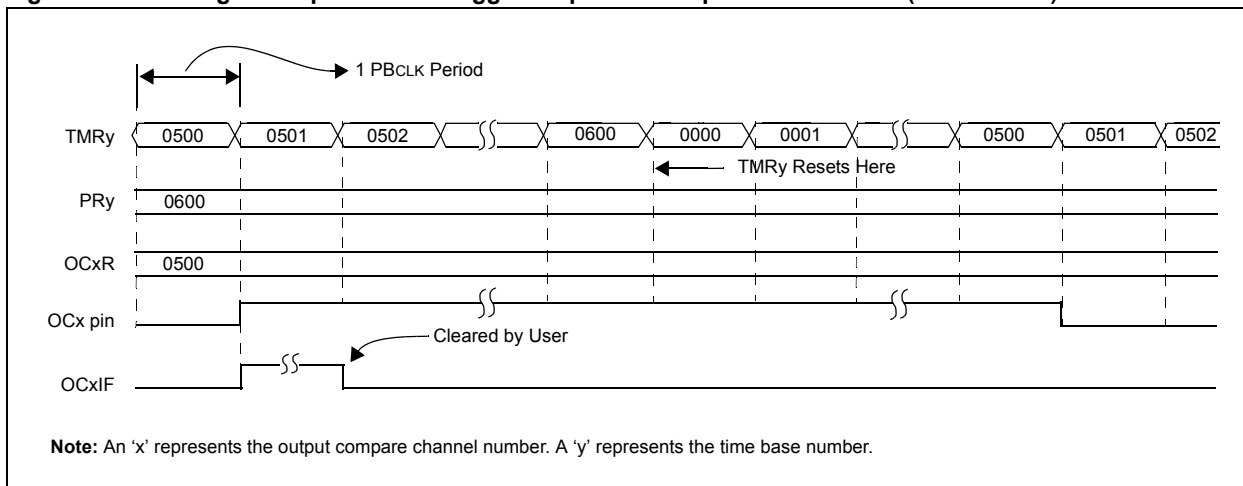 1 PBCLK Period
TMRy 0500 0501 0502 0600 0000 0001 0500 0501 0502
TMRy Resets Here
PRy 0600
OCxR 0500
OCx pin
Cleared by User
OCxIF
Note: An ‘x’ represents the output compare channel number. A ‘y’ represents the time base number.